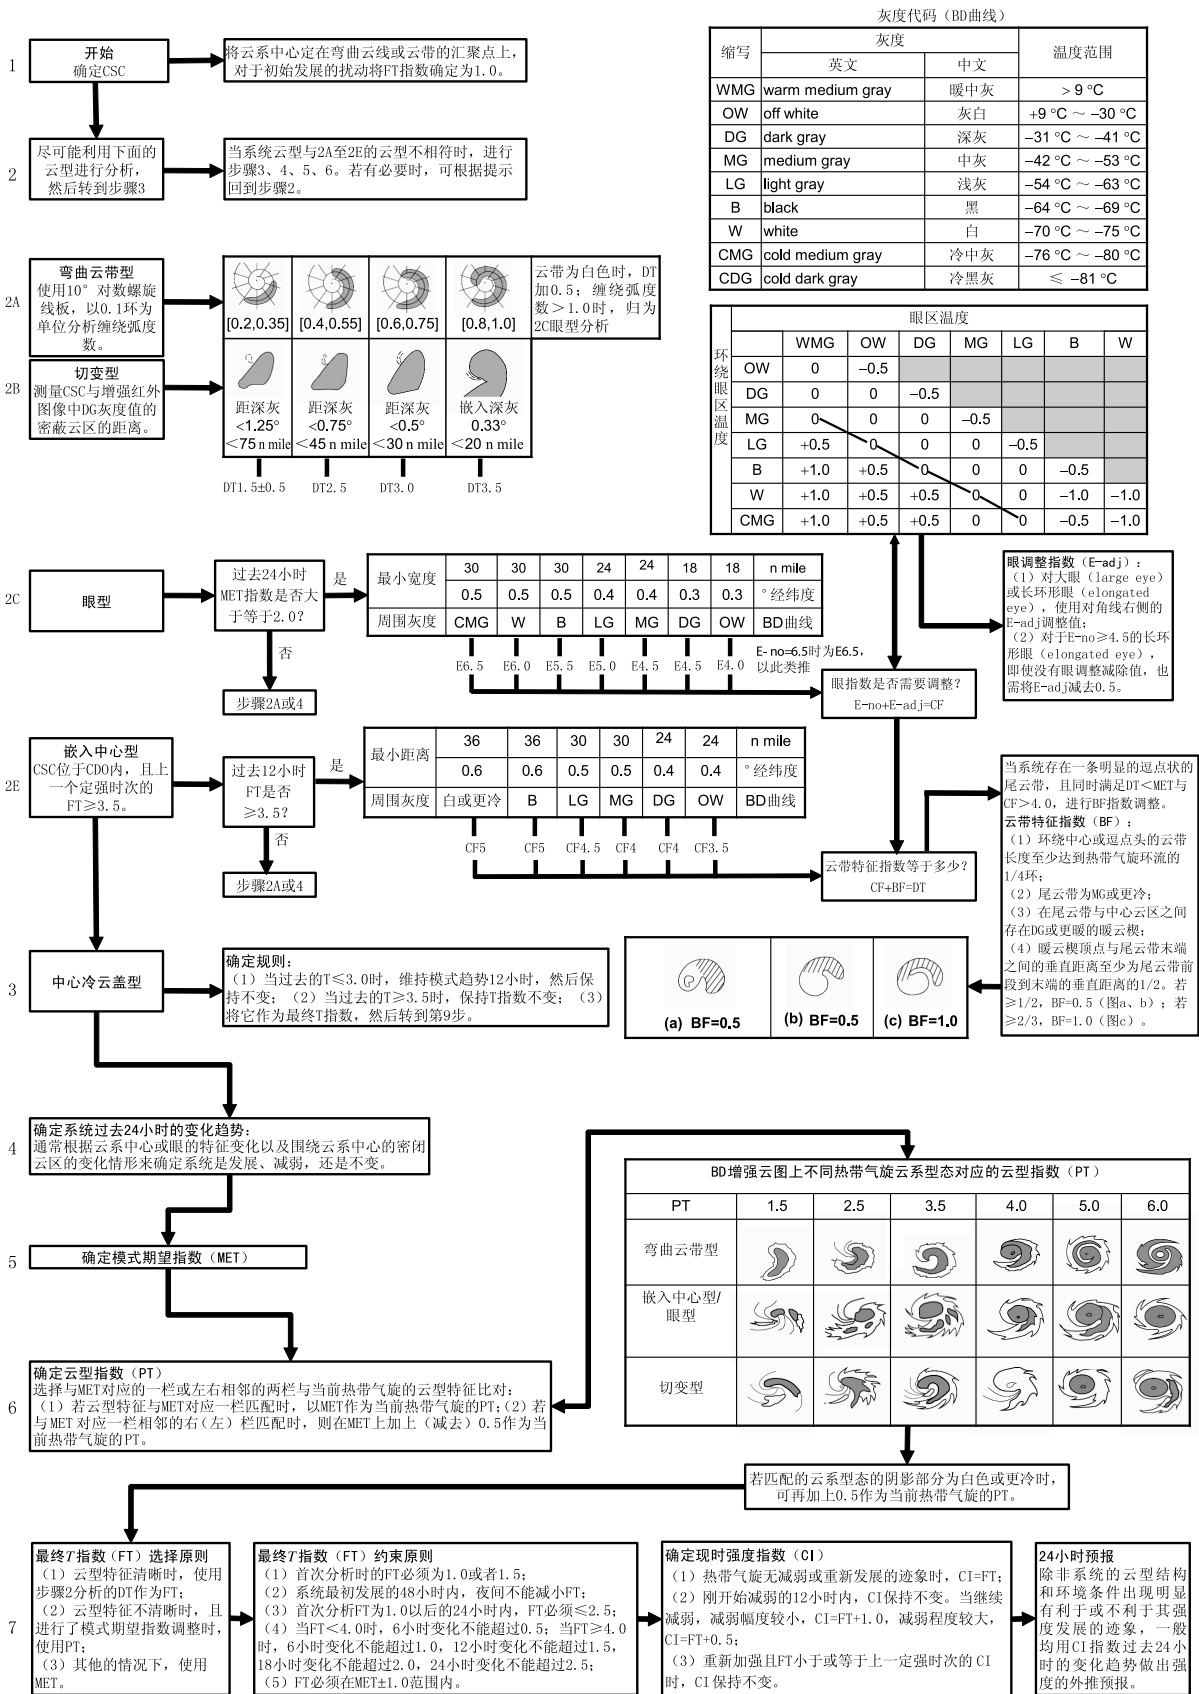 灰度代码（BD曲线）
缩写 灰度 温度范围
英文 中文
WMG warm medium gray 暖中灰 > 9 °C
OW off white 灰白 +9 °C ～ –30 °C
DG dark gray 深灰 –31 °C ～ –41 °C
MG medium gray 中灰 –42 °C ～ –53 °C
LG light gray 浅灰 –54 °C ～ –63 °C
B black 黑 –64 °C ～ –69 °C
W white 白 –70 °C ～ –75 °C
CMG cold medium gray 冷中灰 –76 °C ～ –80 °C
CDG cold dark gray 冷黑灰 ≤ –81 °C
1
开始
确定CSC
将云系中心定在弯曲云线或云带的汇聚点上，
对于初始发展的扰动将FT指数确定为1.0。
2
尽可能利用下面的
云型进行分析，
然后转到步骤3
当系统云型与2A至2E的云型不相符时，进行
步骤3、4、5、6。若有必要时，可根据提示
回到步骤2。
2A
弯曲云带型
使用10°对数螺旋
线板，以0.1环为
单位分析缠绕弧度
数。
[0.2,0.35] [0.4,0.55] [0.6,0.75] [0.8,1.0]
云带为白色时，DT
加0.5；缠绕弧度
数＞1.0时，归为
2C眼型分析
2B
切变型
测量CSC与增强红外
图像中DG灰度值的
密蔽云区的距离。
距深灰 距深灰 距深灰 嵌入深灰
<1.25° <0.75° <0.5° 0.33°
＜75 n mile ＜45 n mile ＜30 n mile ＜20 n mile
DT1.5±0.5 DT2.5 DT3.0 DT3.5
眼区温度
环绕眼区温度
WMG OW DG MG LG B W
OW 0 –0.5
DG 0 0 –0.5
MG 0 0 0 –0.5
LG +0.5 0 0 0 –0.5
B +1.0 +0.5 0 0 0 –0.5
W +1.0 +0.5 +0.5 0 0 –1.0 –1.0
CMG +1.0 +0.5 +0.5 0 0 –0.5 –1.0
2C
眼型
过去24小时
MET指数是否大
于等于2.0?
是
否
步骤2A或4
最小宽度 30 30 30 24 24 18 18 n mile
0.5 0.5 0.5 0.4 0.4 0.3 0.3 °经纬度
周围灰度 CMG W B LG MG DG OW BD曲线
E6.5 E6.0 E5.5 E5.0 E4.5 E4.5 E4.0
E- no=6.5时为E6.5，
以此类推
眼指数是否需要调整？
E-no+E-adj=CF
眼调整指数（E-adj）：
（1）对大眼（large eye）
或长环形眼（elongated
eye），使用对角线右侧的
E-adj调整值；
（2）对于E-no≥4.5的长环
形眼（elongated eye），
即使没有眼调整减除值，也
需将E-adj减去0.5。
2E
嵌入中心型
CSC位于CDO内，且上
一个定强时次的
FT≥3.5。
过去12小时
FT是否
≥3.5?
是
否
步骤2A或4
最小距离 36 36 30 30 24 24 n mile
0.6 0.6 0.5 0.5 0.4 0.4 °经纬度
周围灰度 白或更冷 B LG MG DG OW BD曲线
CF5 CF5 CF4.5 CF4 CF4 CF3.5
云带特征指数等于多少？
CF+BF=DT
当系统存在一条明显的逗点状的
尾云带，且同时满足DT＜MET与
CF＞4.0，进行BF指数调整。
云带特征指数（BF）：
（1）环绕中心或逗点头的云带
长度至少达到热带气旋环流的
1/4环；
（2）尾云带为MG或更冷；
（3）在尾云带与中心云区之间
存在DG或更暖的暖云楔；
（4）暖云楔顶点与尾云带末端
之间的垂直距离至少为尾云带前
段到末端的垂直距离的1/2。若
≥1/2，BF=0.5（图a、b）；若
≥2/3，BF=1.0（图c）。
(a) BF=0.5 (b) BF=0.5 (c) BF=1.0
3
中心冷云盖型
确定规则：
（1）当过去的T≤3.0时，维持模式趋势12小时，然后保
持不变；（2）当过去的T≥3.5时，保持T指数不变；（3）
将它作为最终T指数，然后转到第9步。
4
确定系统过去24小时的变化趋势：
通常根据云系中心或眼的特征变化以及围绕云系中心的密闭
云区的变化情形来确定系统是发展、减弱，还是不变。
5
确定模式期望指数（MET）
6
确定云型指数（PT）
选择与MET对应的一栏或左右相邻的两栏与当前热带气旋的云型特征比对：
（1）若云型特征与MET对应一栏匹配时，以MET作为当前热带气旋的PT；（2）若
与MET对应一栏相邻的右（左）栏匹配时，则在MET上加上（减去）0.5作为当
前热带气旋的PT。
BD增强云图上不同热带气旋云系型态对应的云型指数（PT）
PT 1.5 2.5 3.5 4.0 5.0 6.0
弯曲云带型
嵌入中心型/
眼型
切变型
若匹配的云系型态的阴影部分为白色或更冷时，
可再加上0.5作为当前热带气旋的PT。
7
最终T指数（FT）选择原则
（1）云型特征清晰时，使用
步骤2分析的DT作为FT；
（2）云型特征不清晰时，且
进行了模式期望指数调整时，
使用PT；
（3）其他的情况下，使用
MET。
最终T指数（FT）约束原则
（1）首次分析时的FT必须为1.0或者1.5；
（2）系统最初发展的48小时内，夜间不能减小FT；
（3）首次分析FT为1.0以后的24小时内，FT必须≤2.5；
（4）当FT＜4.0时，6小时变化不能超过0.5；当FT≥4.0
时，6小时变化不能超过1.0，12小时变化不能超过1.5，
18小时变化不能超过2.0，24小时变化不能超过2.5；
（5）FT必须在MET±1.0范围内。
确定现时强度指数（CI）
（1）热带气旋无减弱或重新发展的迹象时，CI=FT；
（2）刚开始减弱的12小时内，CI保持不变。当继续
减弱，减弱幅度较小，CI=FT+1.0，减弱程度较大，
CI=FT+0.5；
（3）重新加强且FT小于或等于上一定强时次的 CI
时，CI 保持不变。
24小时预报
除非系统的云型结构
和环境条件出现明显
有利于或不利于其强
度发展的迹象，一般
均用CI指数过去24小
时的变化趋势做出强
度的外推预报。